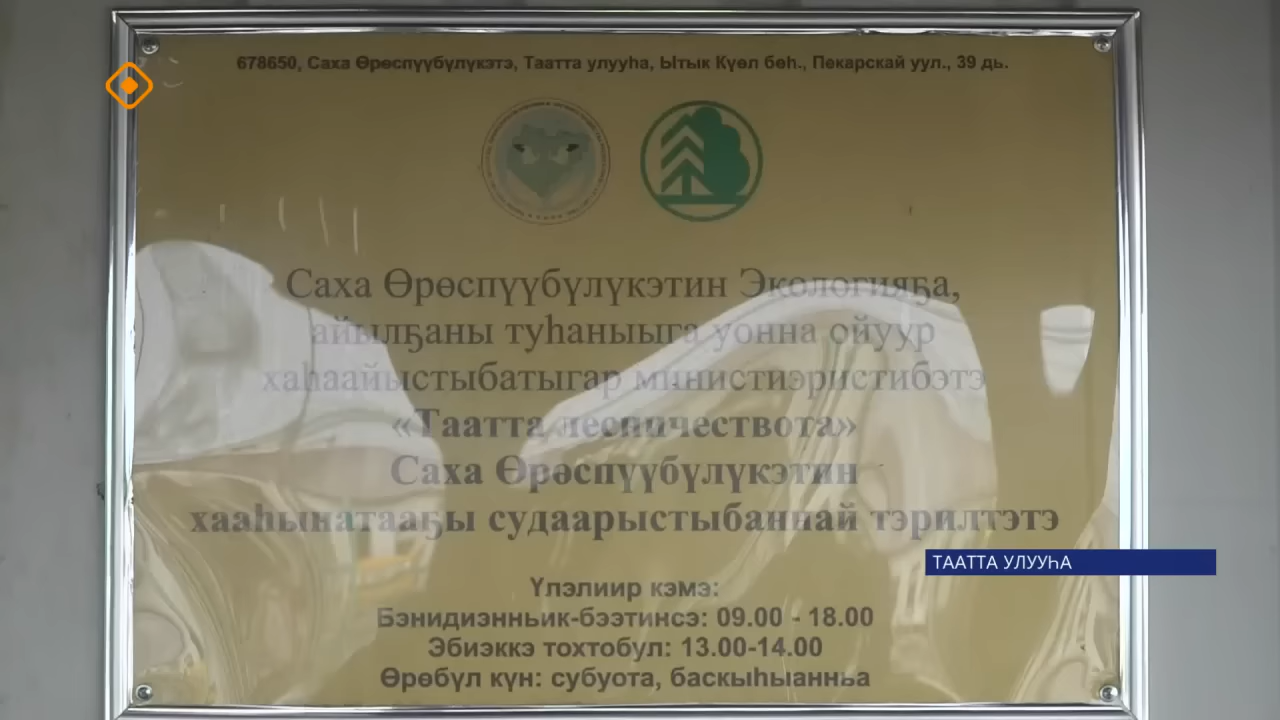 678650, Саха Өрөспүүбүлүкэтэ, Таатта улууһа, Ытык Күөл бөһ., Пекарскай уул., 39 дь.
Саха Өрөспүүбүлүкэтин Экологияҕа,
айылҕаны туһаныыга уонна ойуур
хаһаайыстыбатыгар министиэристибэтэ
«Таатта лесничествота»
Саха Өрөспүүбүлүкэтин
хааһынатааҕы судаарыстыбаннай тэрилтэтэ
ТААТТА УЛУУҺА
Үлэлиир кэмэ:
Бэнидиэнньик-бээтинсэ: 09.00 - 18.00
Эбиэккэ тохтобул: 13.00-14.00
Өрөбүл күн: субуота, баскыһыанньа